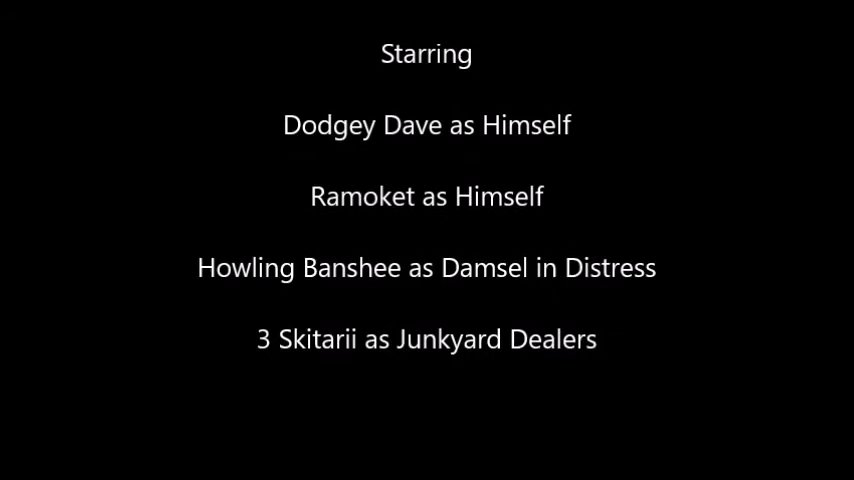 Starring
Dodgey Dave as Himself
Ramoket as Himself
Howling Banshee as Damsel in Distress
3 Skitarii as Junkyard Dealers